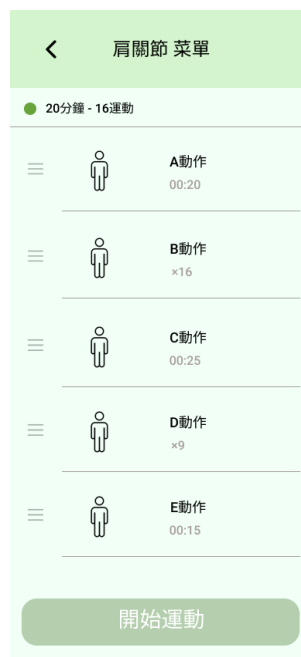 肩關節 菜單
20分鐘 - 16運動
A動作
00:20
B動作
×16
C動作
00:25
D動作
×9
E動作
00:15
開始運動